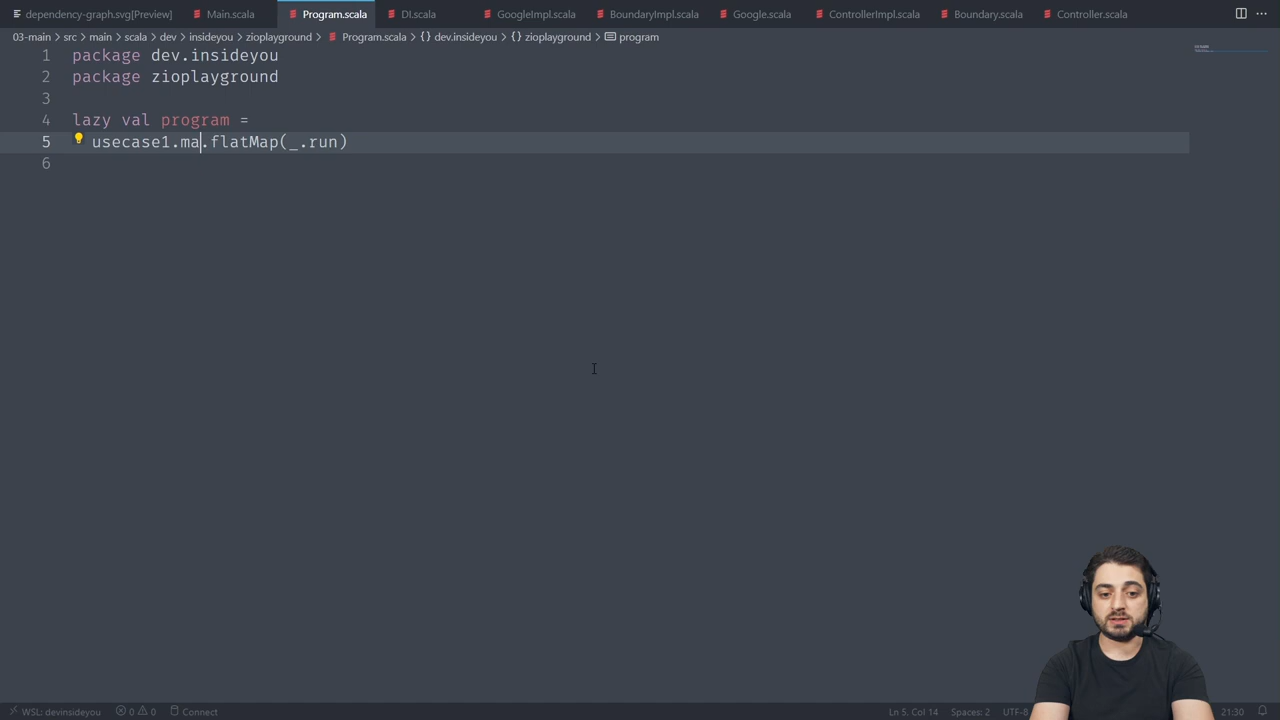 dependency-graph.svg[Preview] Main.scala Program.scala DI.scala GoogleImpl.scala BoundaryImpl.scala Google.scala ControllerImpl.scala Boundary.scala Controller.scala
03-main > src > main > scala > dev > insideyou > zioplayground > Program.scala > {} dev.insideyou > {} zioplayground > program
1 package dev.insideyou
2 package zioplayground
3
4 lazy val program =
5 usecase1.ma.flatMap(_.run)
6
WSL: devinsideyou 0 0 Connect Ln 5, Col 14 Spaces: 2 UTF-8 21:30